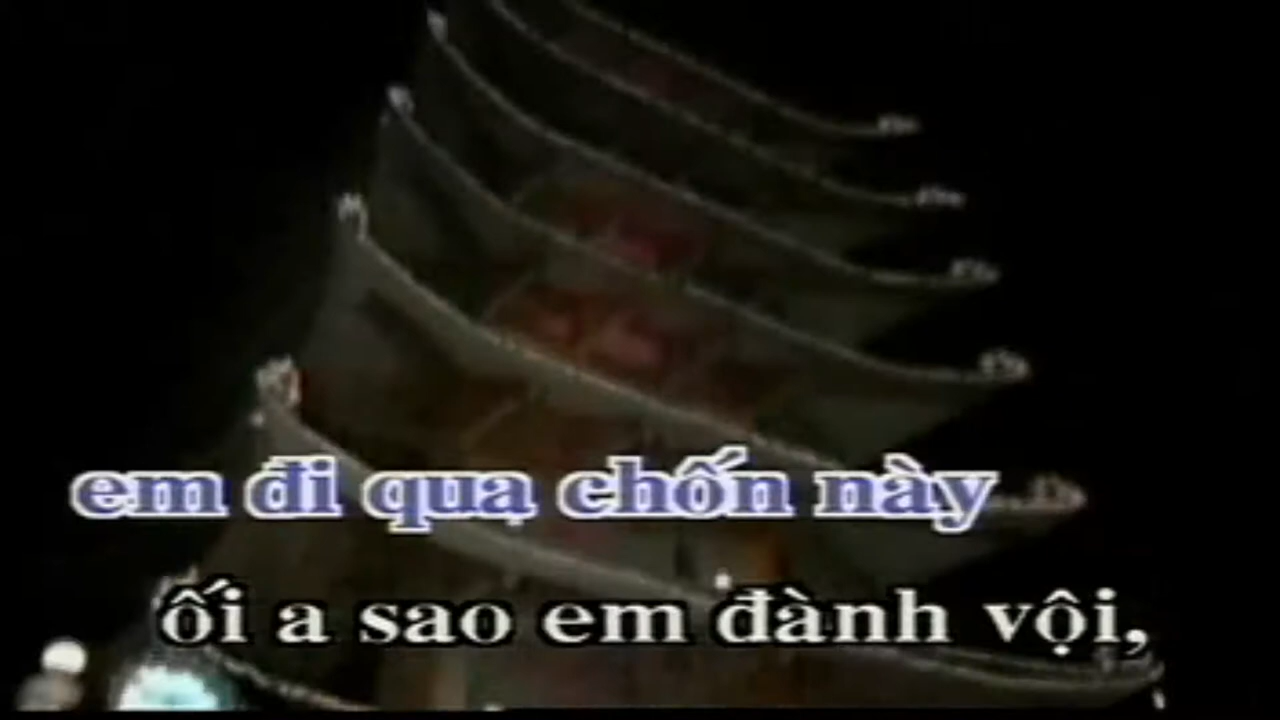 em đi qua chốn này
ối a sao em đành vội,